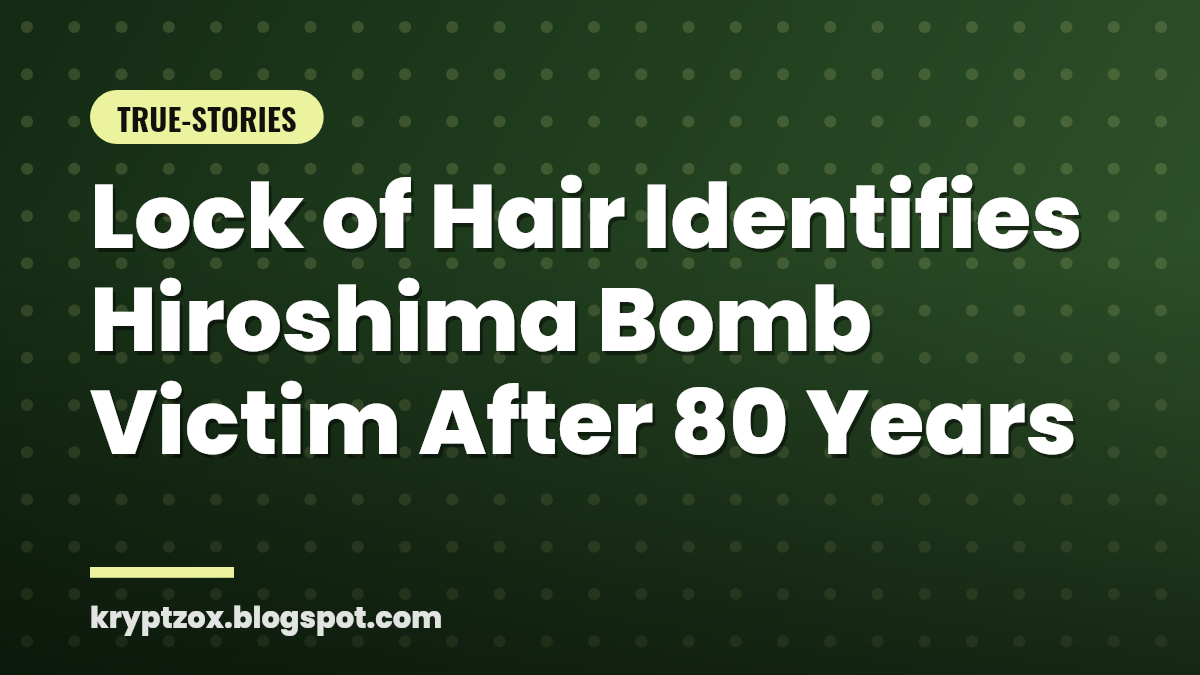 TRUE-STORIES
Lock of Hair Identifies
Hiroshima Bomb
Victim After 80 Years
kryptzox.blogspot.com